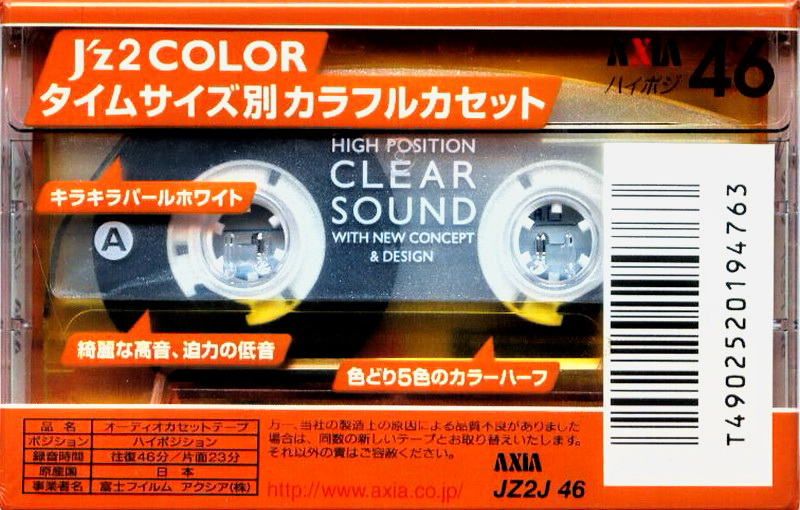 J'z2 COLOR
タイムサイズ別 カラフルカセット
AXIA
ハイポジ 46
キラキラパールホワイト
A
HIGH POSITION
CLEAR
SOUND
WITH NEW CONCEPT
& DESIGN
綺麗な高音、迫力の低音
色どり5色のカラーハーフ
T4902520194763
品名 オーディオカセットテープ
ポジション ハイポジション
録音時間 往復46分/片面23分
原産国 日本
事業者名 富士フイルム アクシア(株)
万一、当社の製造上の原因による品質不良がありました
場合は、同数の新しいテープとお取り替えいたします。
それ以外の責はご容赦ください。
http://www.axia.co.jp/
AXIA
JZ2J 46